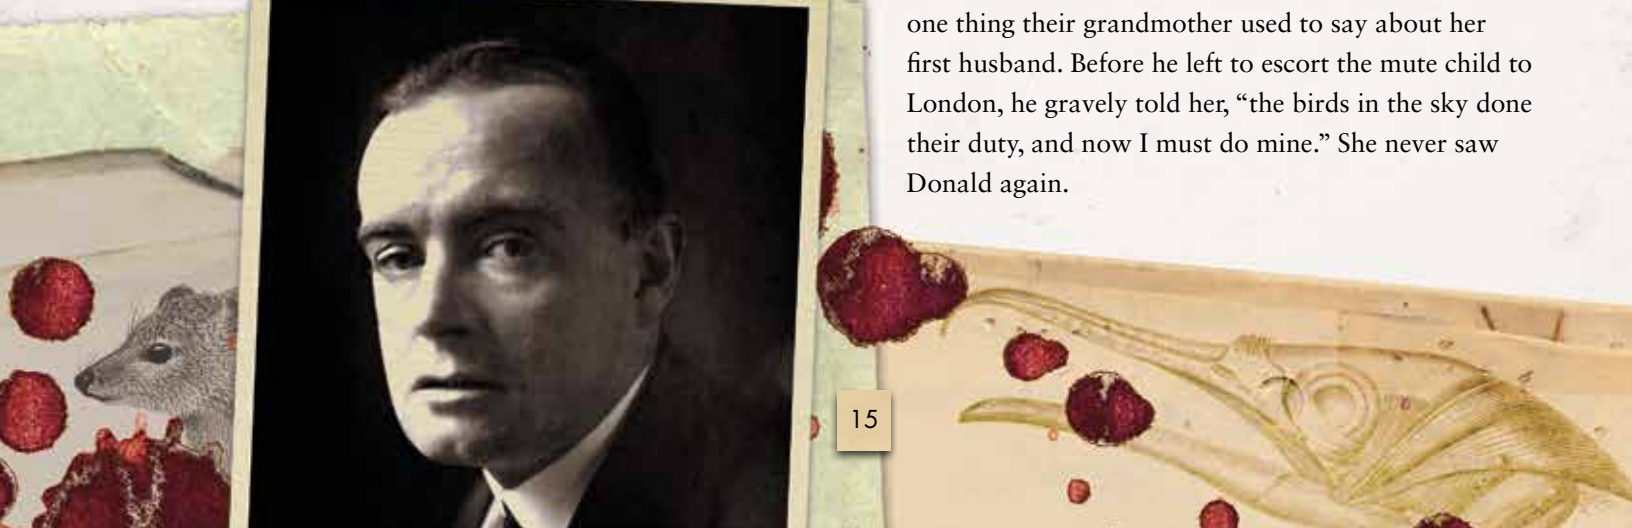 one thing their grandmother used to say about her
first husband. Before he left to escort the mute child to
London, he gravely told her, “the birds in the sky done
their duty, and now I must do mine.” She never saw
Donald again.
15